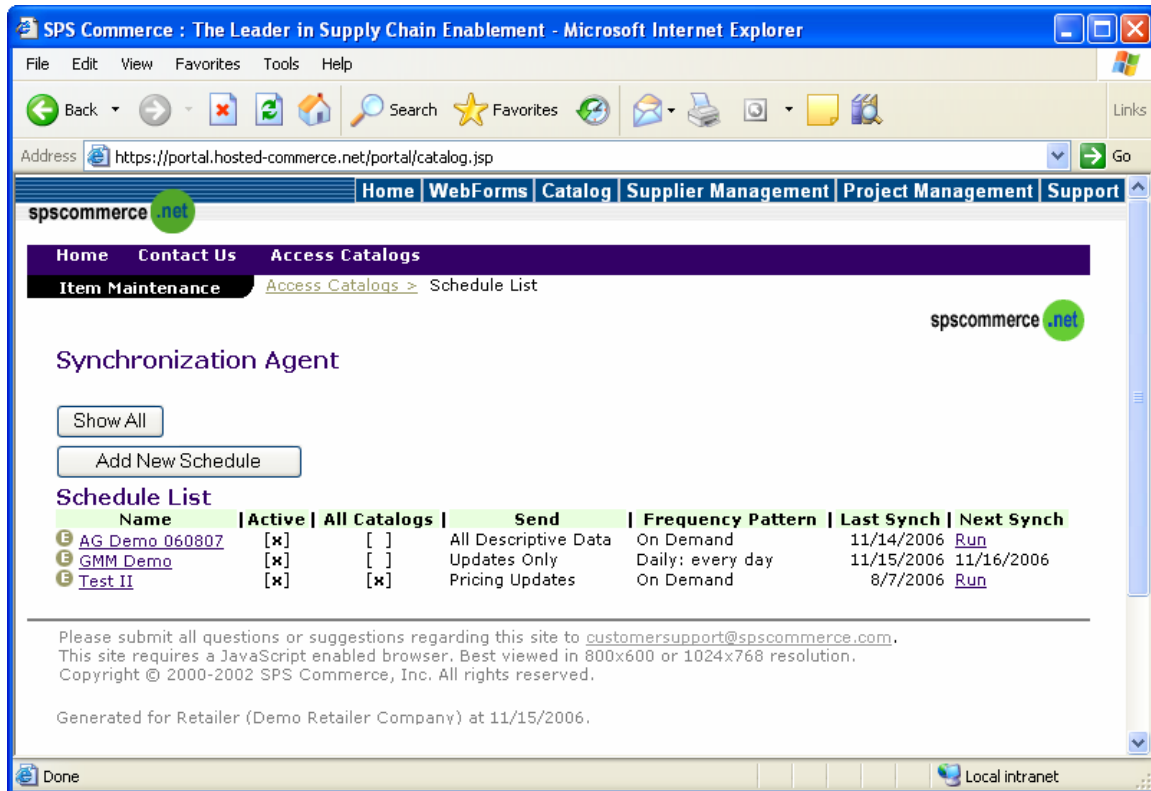 SPS Commerce : The Leader in Supply Chain Enablement - Microsoft Internet Explorer
File Edit View Favorites Tools Help
Back Search Favorites Links
Address https://portal.hosted-commerce.net/portal/catalog.jsp Go
Home | WebForms | Catalog | Supplier Management | Project Management | Support
spscommerce .net
Home Contact Us Access Catalogs
Item Maintenance Access Catalogs > Schedule List
spscommerce .net
Synchronization Agent
Show All
Add New Schedule
Schedule List
Name | Active | All Catalogs | Send | Frequency Pattern | Last Synch | Next Synch
E AG Demo 060807 [x] [ ] All Descriptive Data On Demand 11/14/2006 Run
E GMM Demo [x] [ ] Updates Only Daily: every day 11/15/2006 11/16/2006
E Test II [x] [x] Pricing Updates On Demand 8/7/2006 Run
Please submit all questions or suggestions regarding this site to customersupport@spscommerce.com.
This site requires a JavaScript enabled browser. Best viewed in 800x600 or 1024x768 resolution.
Copyright © 2000-2002 SPS Commerce, Inc. All rights reserved.
Generated for Retailer (Demo Retailer Company) at 11/15/2006.
Done Local intranet